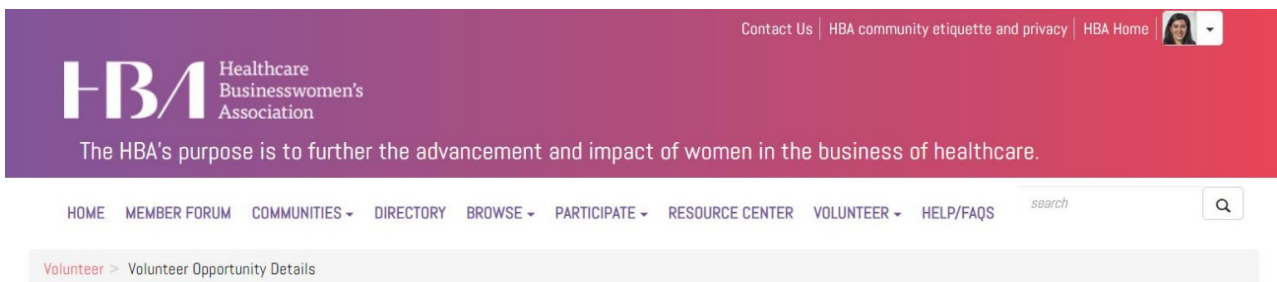 Contact Us | HBA community etiquette and privacy | HBA Home |
HBA Healthcare
Businesswomen's
Association
The HBA's purpose is to further the advancement and impact of women in the business of healthcare.
HOME MEMBER FORUM COMMUNITIES DIRECTORY BROWSE PARTICIPATE RESOURCE CENTER VOLUNTEER HELP/FAQS search
Volunteer > Volunteer Opportunity Details